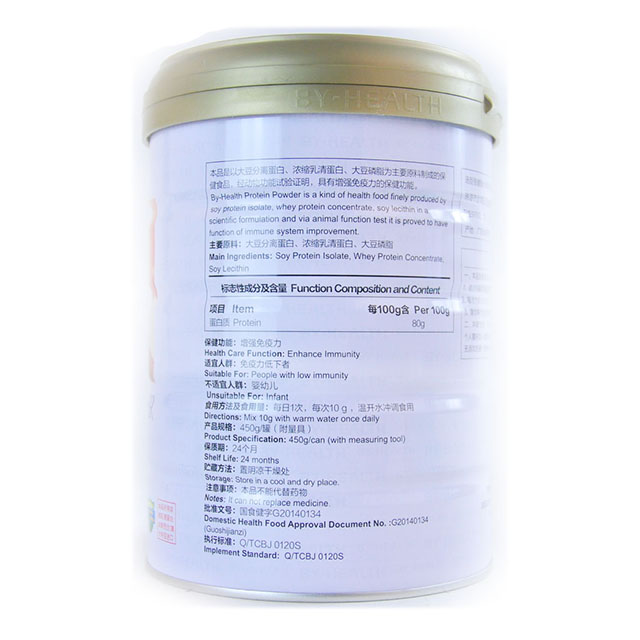 BY-HEALTH
本品是以大豆分离蛋白、浓缩乳清蛋白、大豆磷脂为主要原料制成的保
健食品，经动物功能试验证明，具有增强免疫力的保健功能。
By-Health Protein Powder is a kind of health food finely produced by
soy protein isolate, whey protein concentrate, soy lecithin in a
scientific formulation and via animal function test it is proved to have
function of immune system improvement.
主要原料：大豆分离蛋白、浓缩乳清蛋白、大豆磷脂
Main Ingredients: Soy Protein Isolate, Whey Protein Concentrate,
Soy Lecithin
标志性成分及含量 Function Composition and Content
项目 Item 每100g含 Per 100g
蛋白质 Protein 80g
保健功能：增强免疫力
Health Care Function: Enhance Immunity
适宜人群：免疫力低下者
Suitable For: People with low immunity
不适宜人群：婴幼儿
Unsuitable For: Infant
食用方法及食用量：每日1次，每次10 g，温开水冲调食用
Directions: Mix 10g with warm water once daily
产品规格：450g/罐（附量具）
Product Specification: 450g/can (with measuring tool)
保质期：24个月
Shelf Life: 24 months
贮藏方法：置阴凉干燥处
Storage: Store in a cool and dry place.
注意事项：本品不能代替药物
Notes: It can not replace medicine.
批准文号：国食健字G20140134
Domestic Health Food Approval Document No. :G20140134
(Guoshijianzi)
执行标准：Q/TCBJ 0120S
Implement Standard: Q/TCBJ 0120S